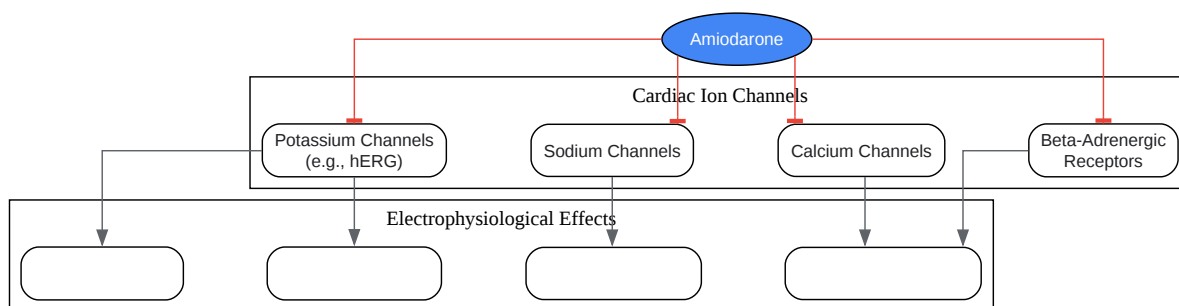 Amiodarone
Cardiac Ion Channels
Potassium Channels
(e.g., hERG)
Sodium Channels
Calcium Channels
Beta-Adrenergic
Receptors
Electrophysiological Effects